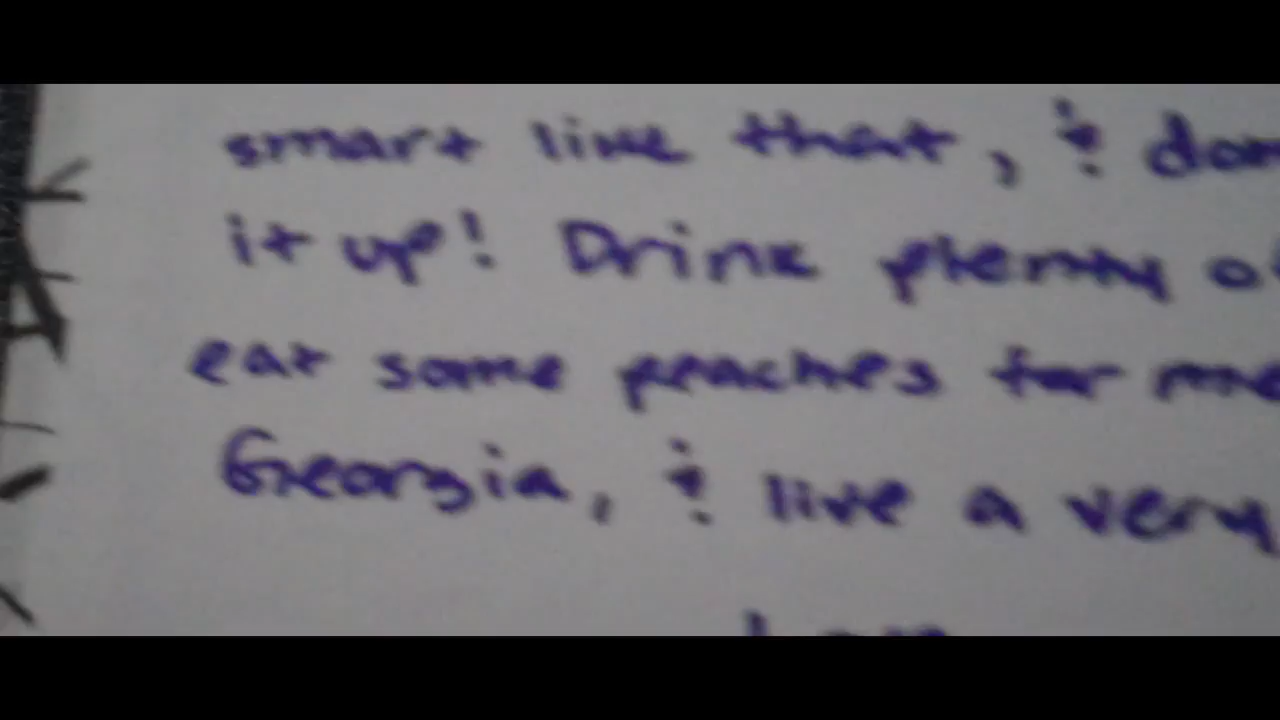 smart like that, & don
it up! Drink plenty o
eat some peaches for me
Georgia, & live a very